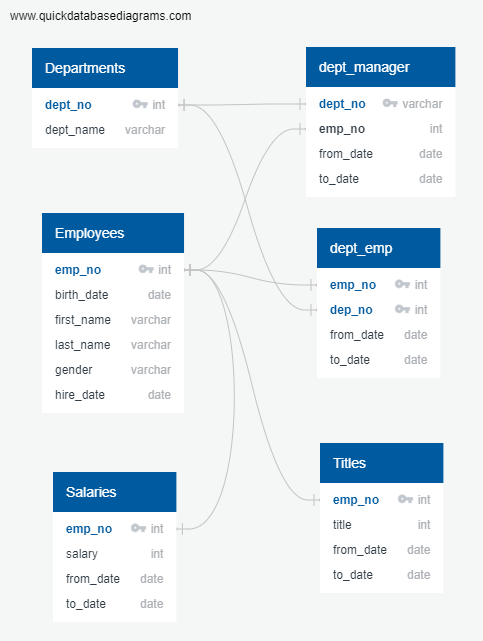 www.quickdatabasediagrams.com
Departments
dept_no int
dept_name varchar
dept_manager
dept_no varchar
emp_no int
from_date date
to_date date
Employees
emp_no int
birth_date date
first_name varchar
last_name varchar
gender varchar
hire_date date
dept_emp
emp_no int
dep_no int
from_date date
to_date date
Salaries
emp_no int
salary int
from_date date
to_date date
Titles
emp_no int
title int
from_date date
to_date date